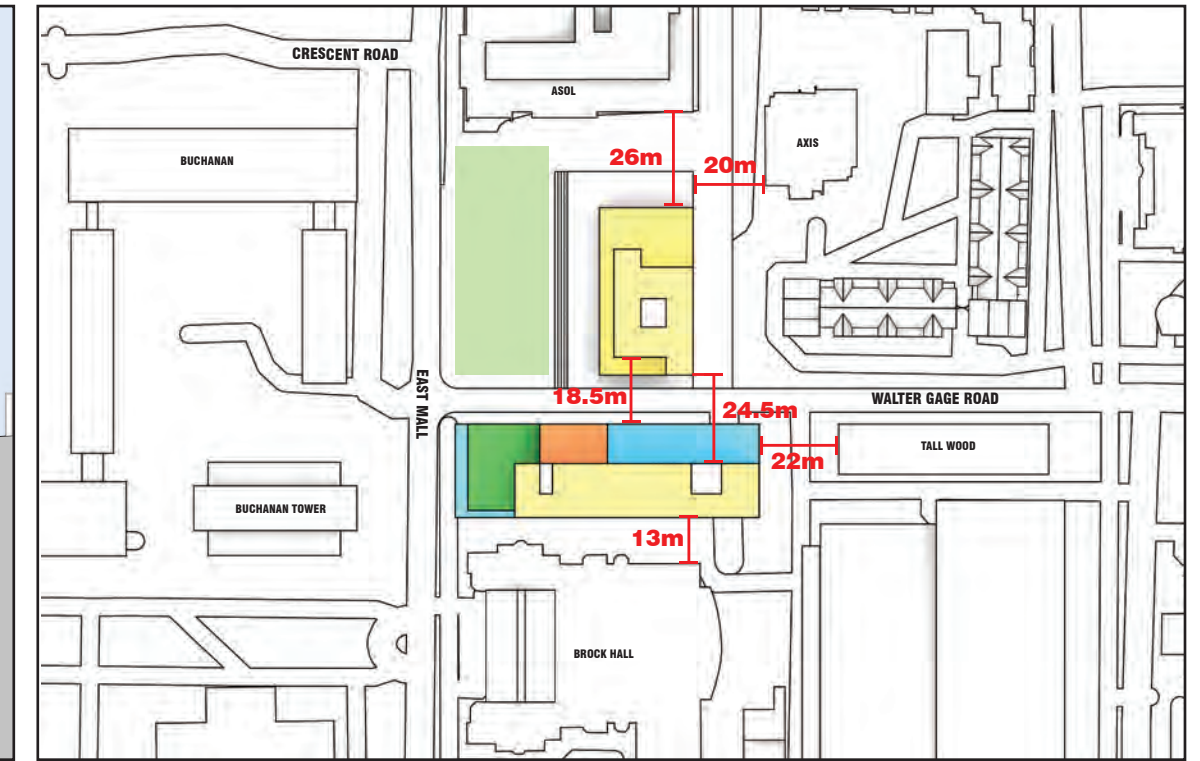 CRESCENT ROAD
ASOL
AXIS
BUCHANAN
26m
20m
EAST MALL
18.5m
24.5m
WALTER GAGE ROAD
22m
TALL WOOD
BUCHANAN TOWER
13m
BROCK HALL